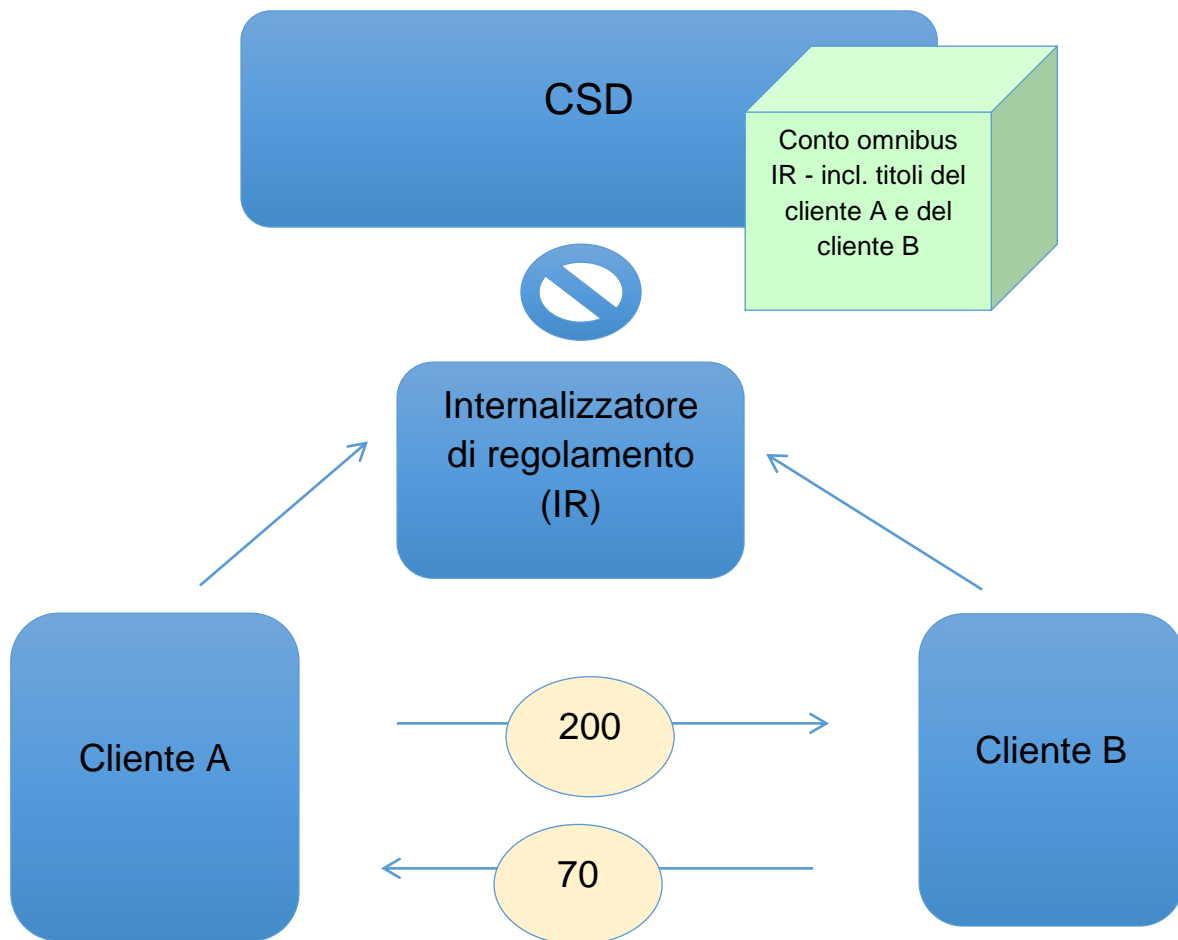 CSD
Conto omnibus
IR - incl. titoli del
cliente A e del
cliente B
Internalizzatore
di regolamento
(IR)
Cliente A
200
Cliente B
70